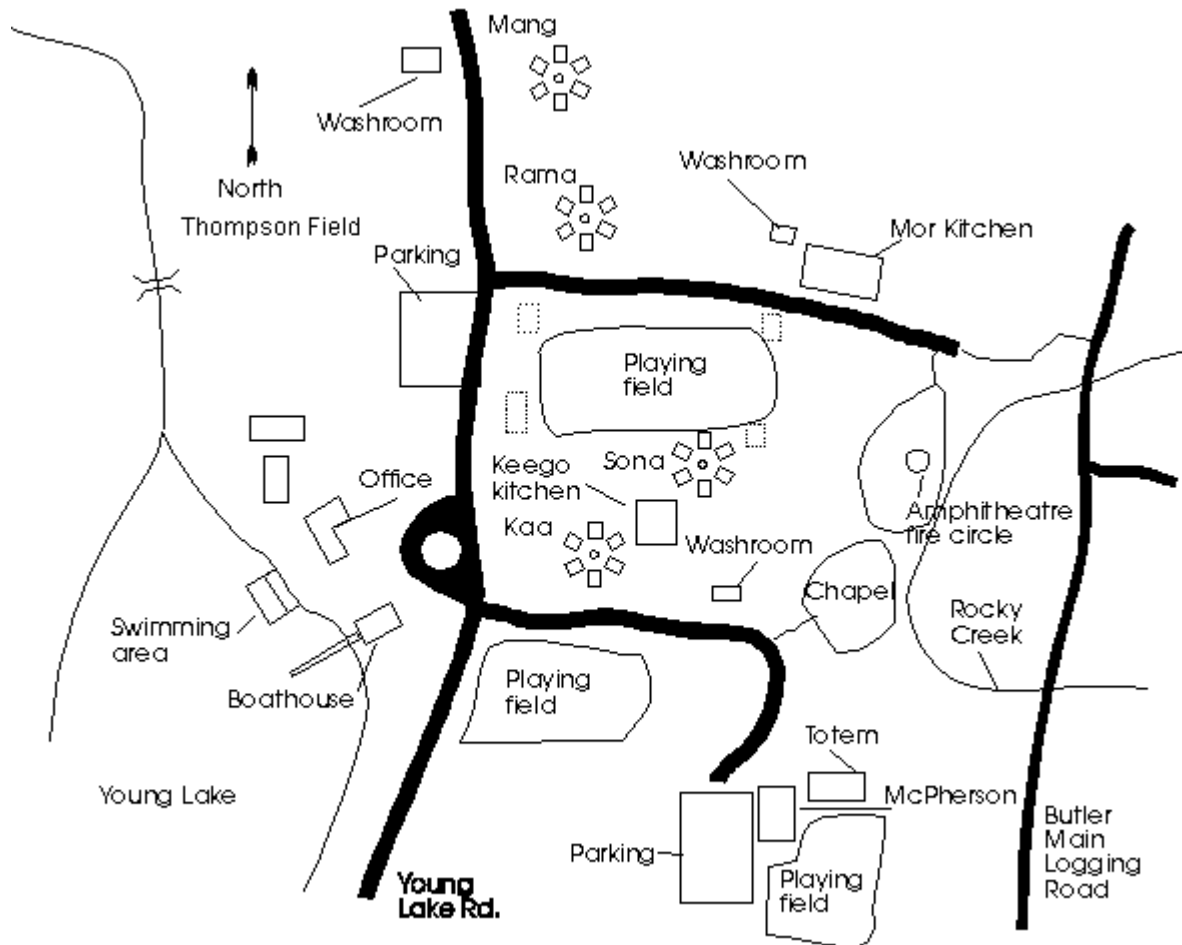 Mang
Washroom
Rama
Washroom
North
Thompson Field
Mor Kitchen
Parking
Playing
field
Keego
kitchen
Sona
Office
Kaa
Amphitheatre
fire circle
Washroom
Chapel
Swimming
area
Rocky
Creek
Boathouse
Playing
field
Totem
Young Lake
McPherson
Butler
Main
Logging
Road
Parking
Young
Lake Rd.
Playing
field